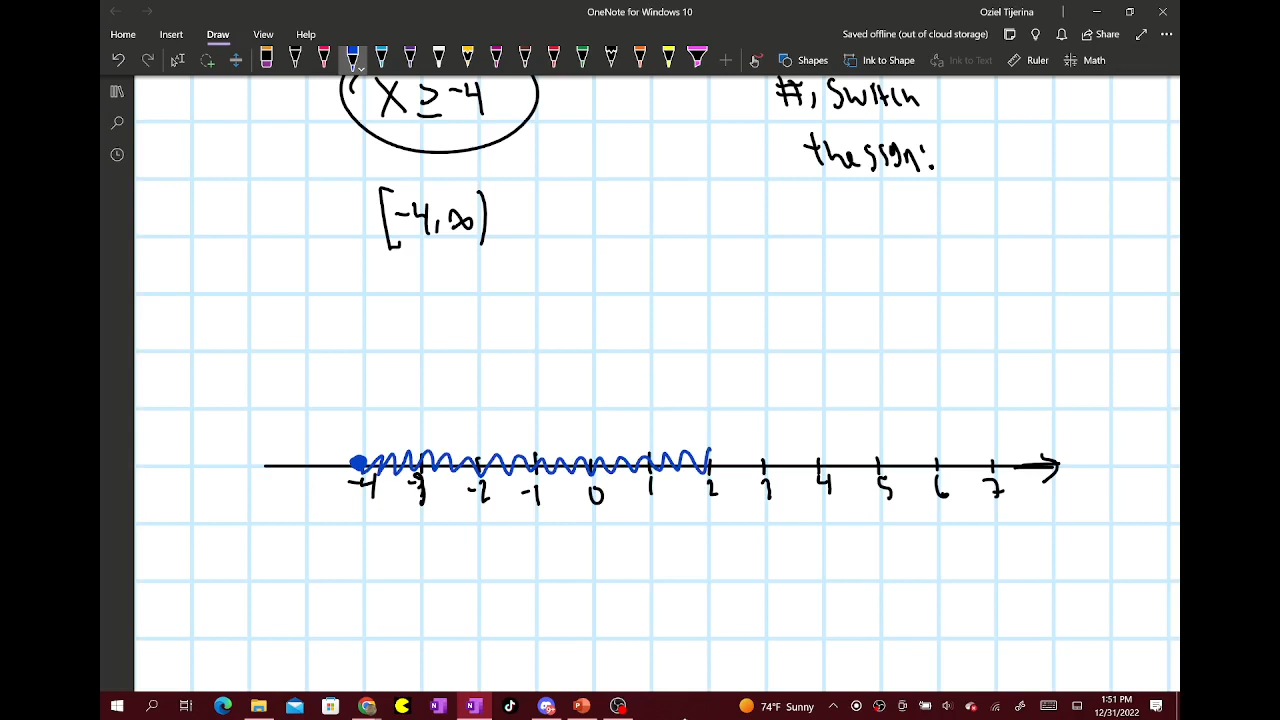 OneNote for Windows 10
Oziel Tijerina
Home Insert Draw View Help
Saved offline (out of cloud storage)
Share
Shapes
Ink to Shape
Ink to Text
Ruler
Math
X ≥ -4
#, switch
the sign.
[-4, ∞)
-4 -3 -2 -1 0 1 2 3 4 5 6 7
74°F Sunny
1:51 PM
12/31/2022